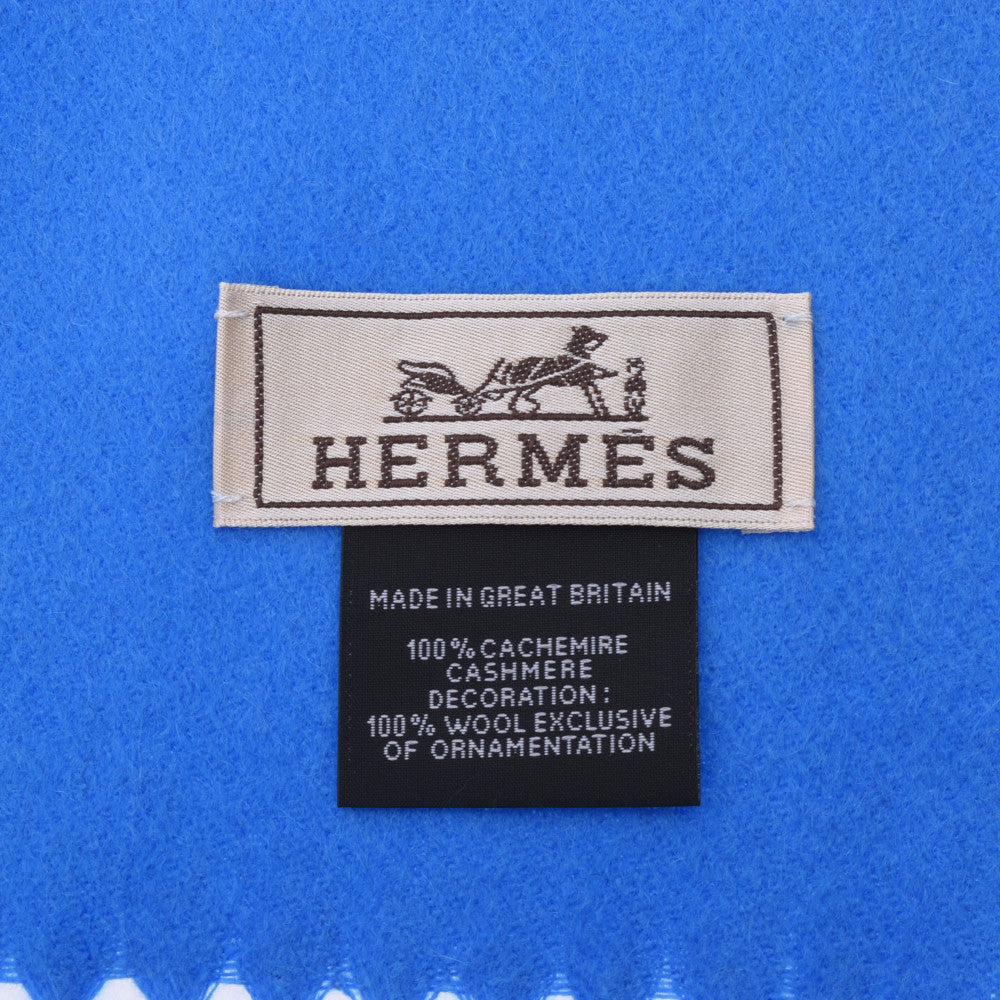 HERMÈS
MADE IN GREAT BRITAIN
100% CACHEMIRE
CASHMERE
DECORATION:
100% WOOL EXCLUSIVE
OF ORNAMENTATION